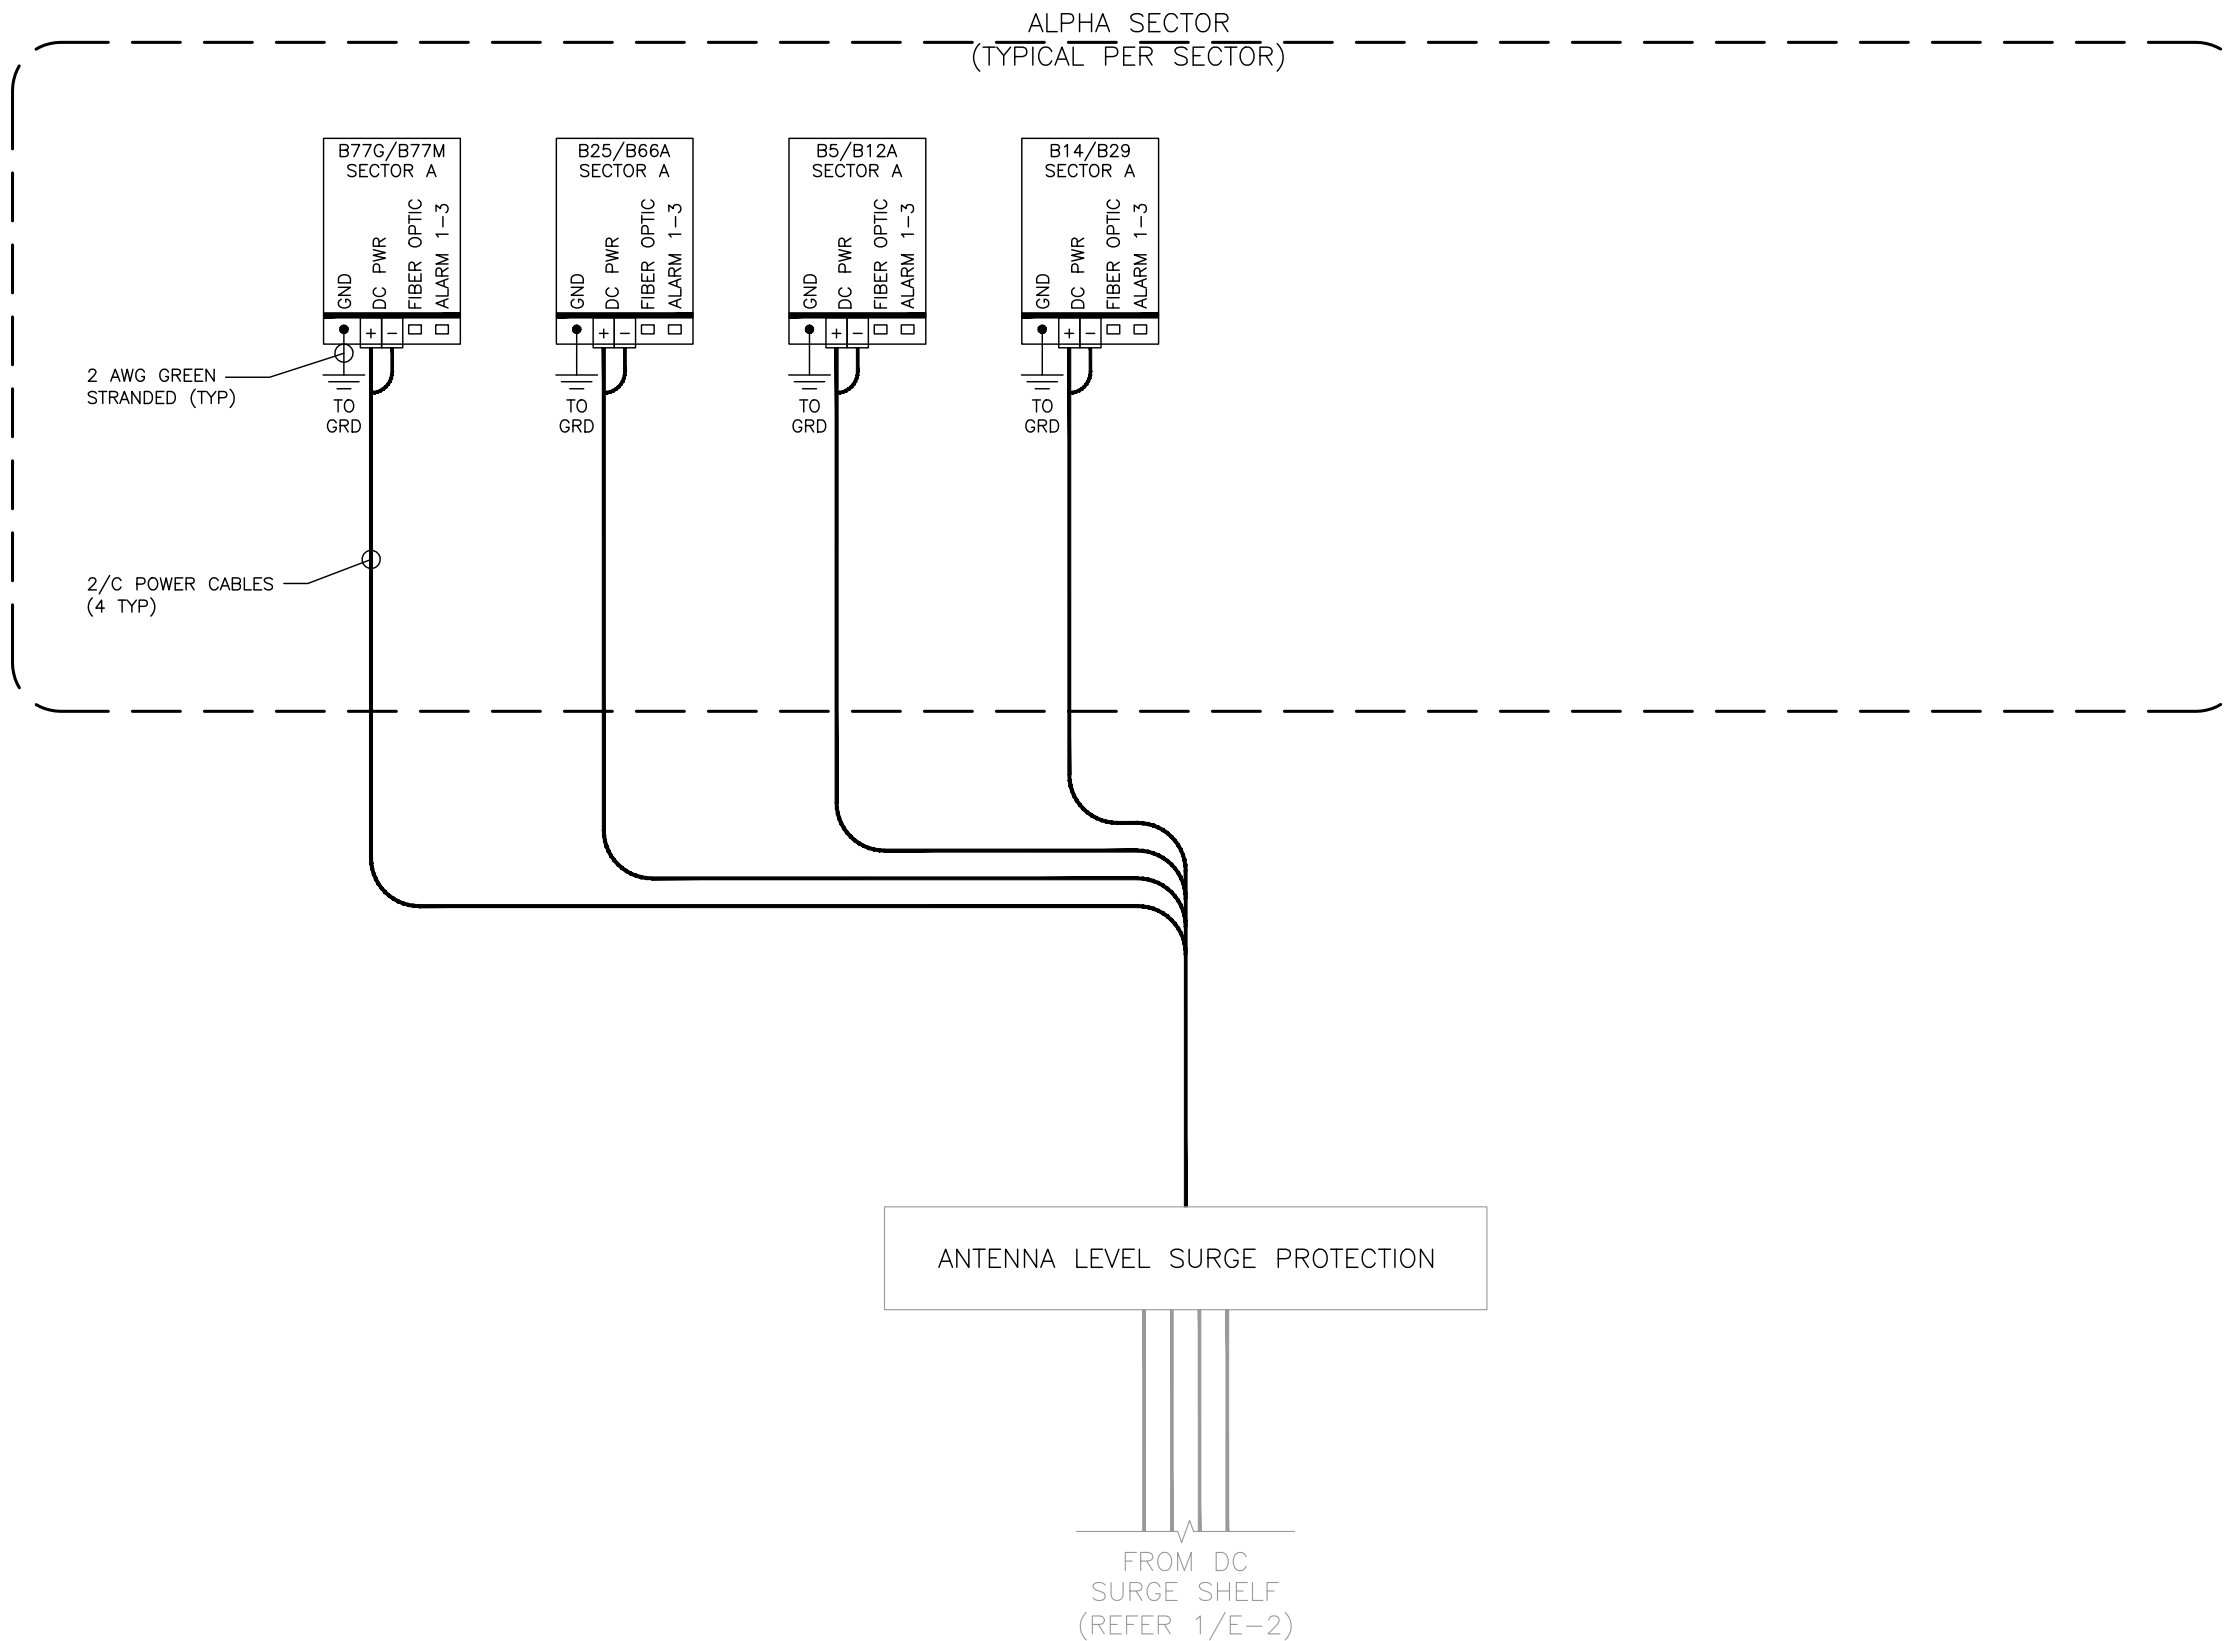 ALPHA SECTOR
(TYPICAL PER SECTOR)
B77G/B77M
SECTOR A
GND
DC PWR
FIBER OPTIC
ALARM 1-3
+ -
TO
GRD
B25/B66A
SECTOR A
GND
DC PWR
FIBER OPTIC
ALARM 1-3
+ -
TO
GRD
B5/B12A
SECTOR A
GND
DC PWR
FIBER OPTIC
ALARM 1-3
+ -
TO
GRD
B14/B29
SECTOR A
GND
DC PWR
FIBER OPTIC
ALARM 1-3
+ -
TO
GRD
2 AWG GREEN
STRANDED (TYP)
2/C POWER CABLES
(4 TYP)
ANTENNA LEVEL SURGE PROTECTION
FROM DC
SURGE SHELF
(REFER 1/E-2)